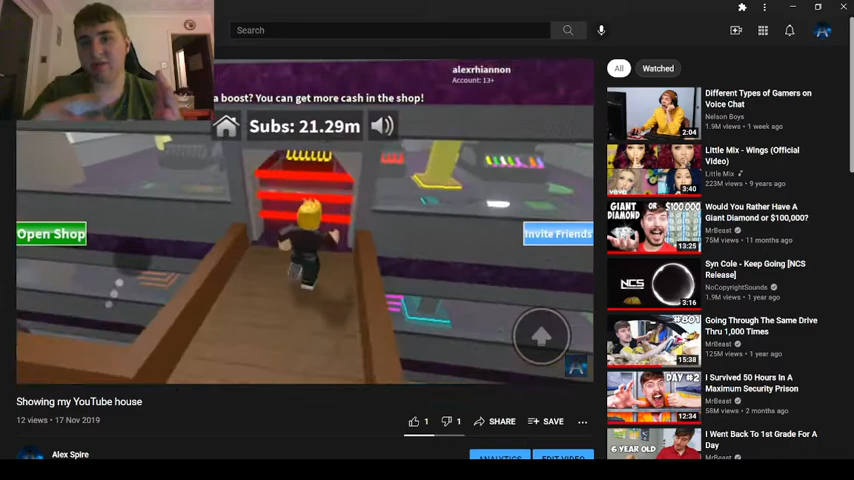 Search
alexrhiannon
Account: 13+
a boost? You can get more cash in the shop!
Subs: 21.29m
Open Shop
Invite Friends
Showing my YouTube house
12 views • 17 Nov 2019
1
1
SHARE
SAVE
Alex Spire
ANALYTICS
EDIT VIDEO
All
Watched
Different Types of Gamers on
Voice Chat
Nelson Boys
1.9M views • 1 week ago
2:04
Little Mix - Wings (Official
Video)
Little Mix
223M views • 9 years ago
vevo
3:40
Would You Rather Have A
Giant Diamond or $100,000?
MrBeast
75M views • 11 months ago
GIANT
DIAMOND
OR
$100,000
13:25
Syn Cole - Keep Going [NCS
Release]
NoCopyrightSounds
1.9M views • 1 year ago
NCS
3:16
Going Through The Same Drive
Thru 1,000 Times
MrBeast
125M views • 1 year ago
#801
15:38
I Survived 50 Hours In A
Maximum Security Prison
MrBeast
58M views • 2 months ago
DAY #2
12:34
I Went Back To 1st Grade For A
Day
MrBeast
6 YEAR OLD